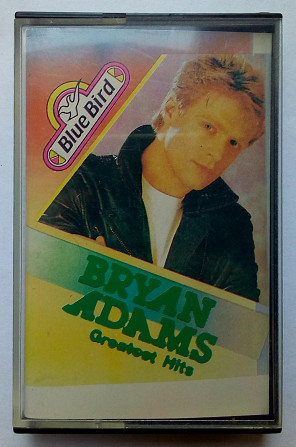 Blue Bird
BRYAN
ADAMS
Greatest Hits